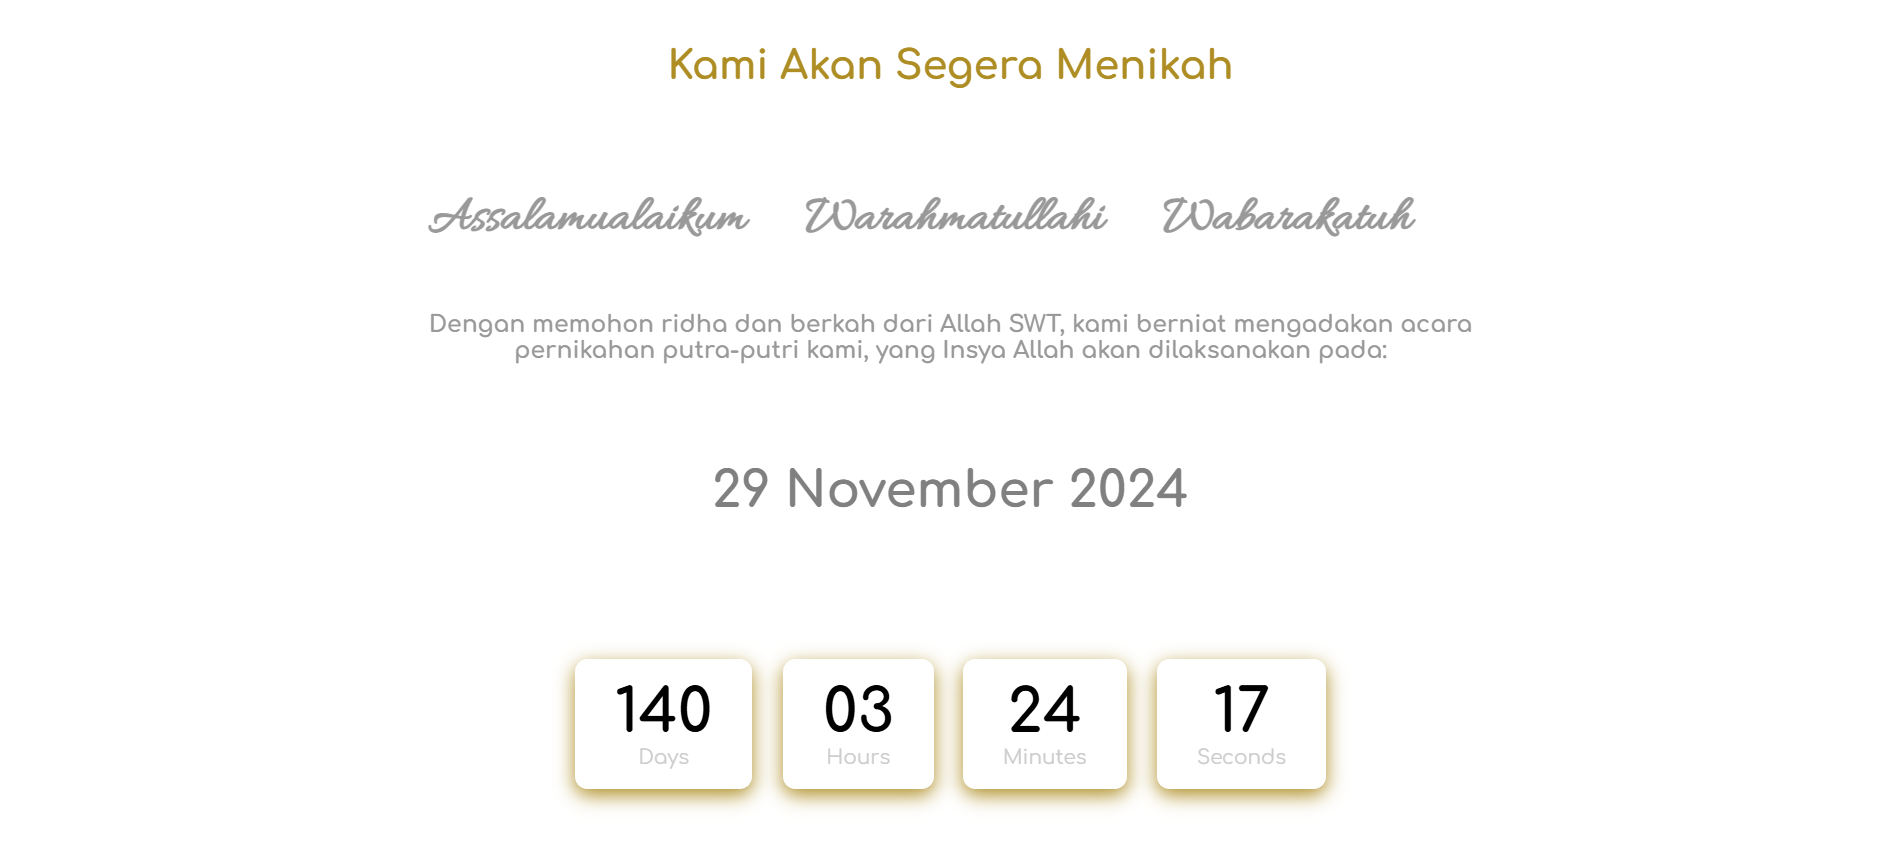 Kami Akan Segera Menikah
Assalamualaikum Warahmatullahi Wabarakatuh
Dengan memohon ridha dan berkah dari Allah SWT, kami berniat mengadakan acara
pernikahan putra-putri kami, yang Insya Allah akan dilaksanakan pada:
29 November 2024
140 03 24 17
Days Hours Minutes Seconds